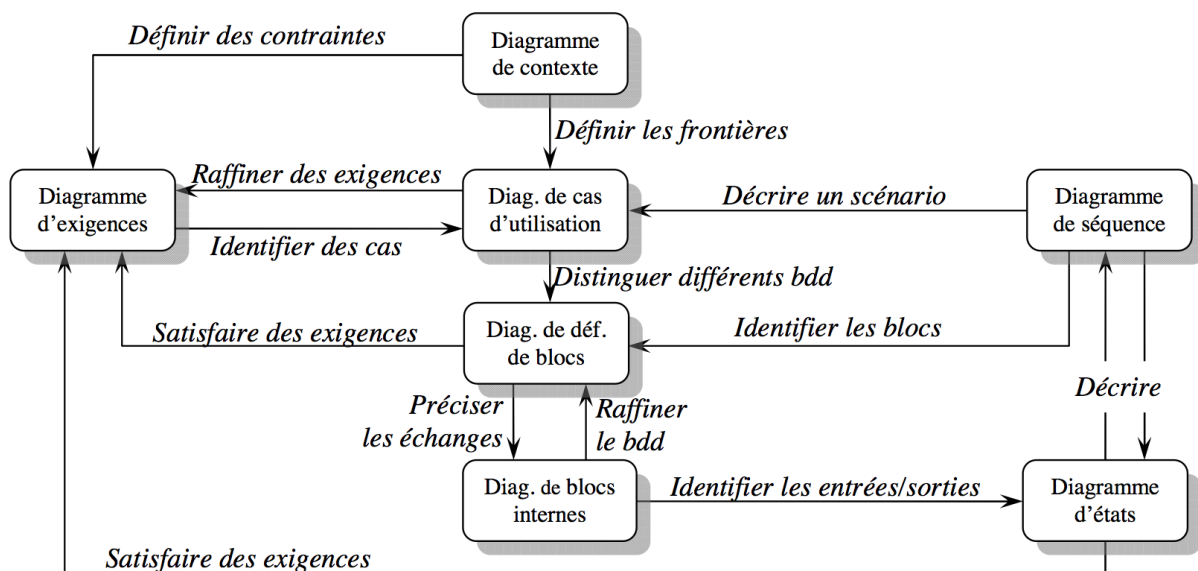 Définir des contraintes
Diagramme
de contexte
Définir les frontières
Diagramme
d’exigences
Raffiner des exigences
Identifier des cas
Diag. de cas
d’utilisation
Décrire un scénario
Diagramme
de séquence
Distinguer différents bdd
Satisfaire des exigences
Diag. de déf.
de blocs
Identifier les blocs
Préciser
les échanges
Raffiner
le bdd
Décrire
Diag. de blocs
internes
Identifier les entrées/sorties
Diagramme
d’états
Satisfaire des exigences